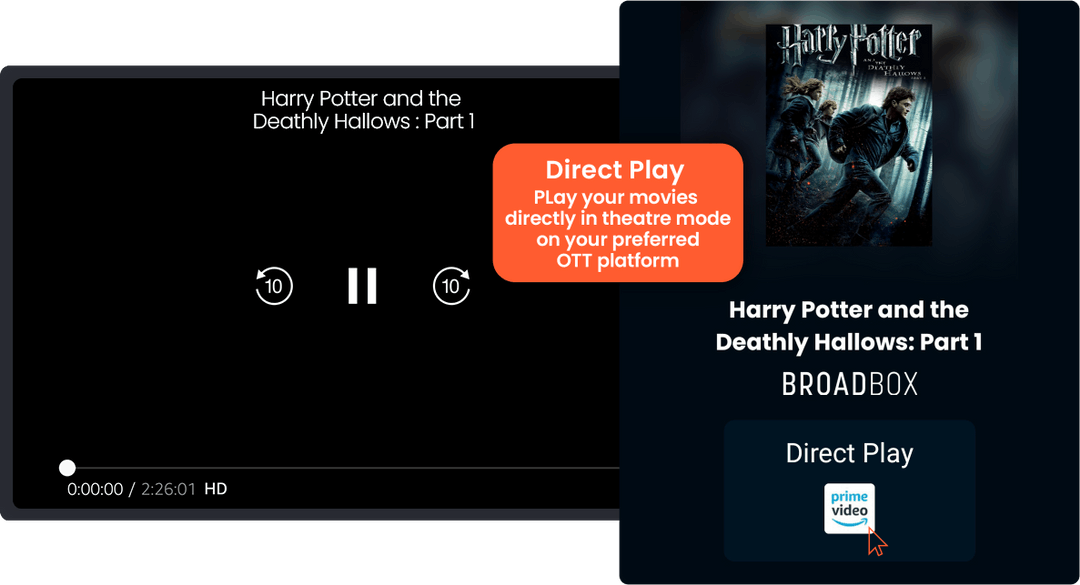 Harry Potter and the
Deathly Hallows : Part 1
10
10
0:00:00 / 2:26:01 HD
Direct Play
PLay your movies
directly in theatre mode
on your preferred
OTT platform
Harry Potter
AND THE
DEATHLY
HALLOWS
PART 1
Harry Potter and the
Deathly Hallows: Part 1
BROADBOX
Direct Play
prime
video